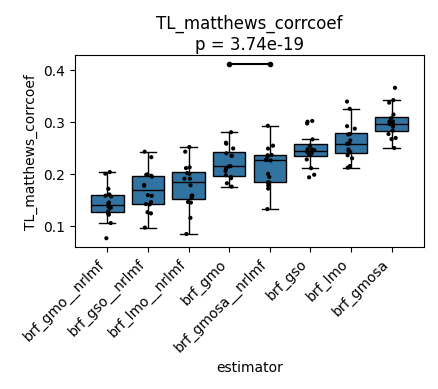 TL_matthews_corrcoef
p = 3.74e-19
TL_matthews_corrcoef
0.4
0.3
0.2
0.1
brf_gmo__nrlmf
brf_gso__nrlmf
brf_lmo__nrlmf
brf_gmo
brf_gmosa__nrlmf
brf_gso
brf_lmo
brf_gmosa
estimator